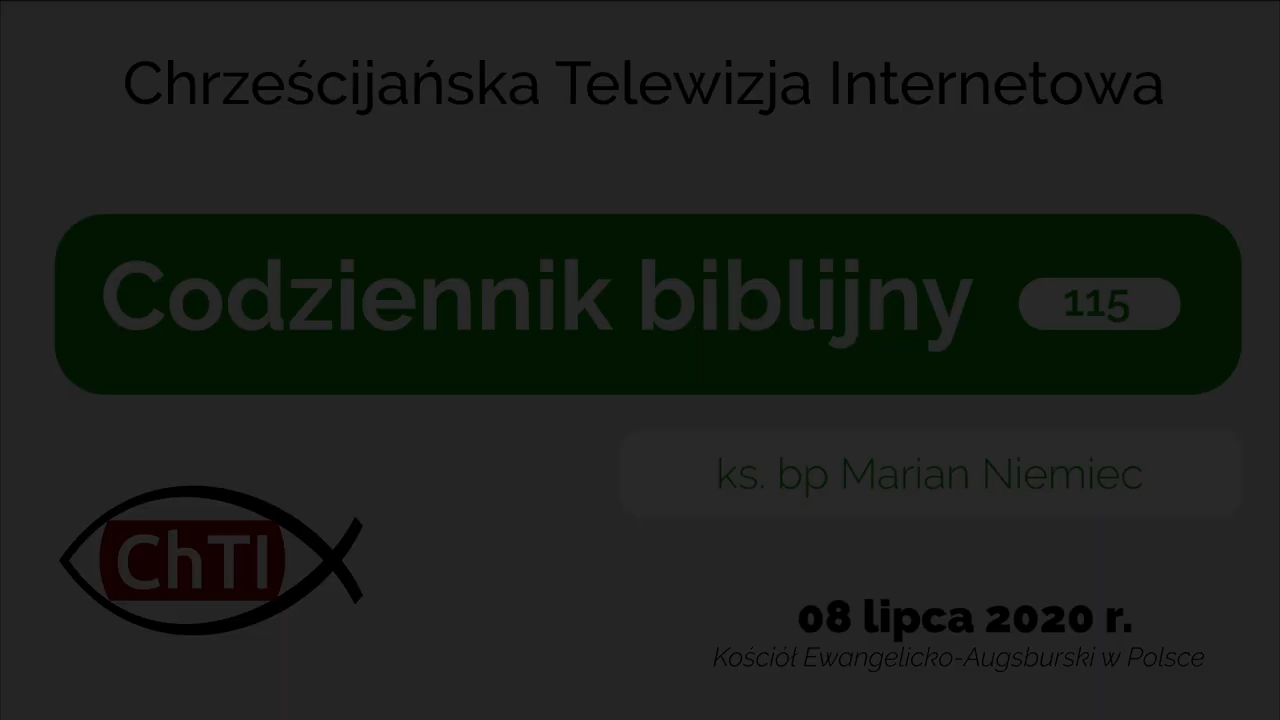 Chrześcijańska Telewizja Internetowa
Codziennik biblijny 115
ks. bp Marian Niemiec
ChTI
08 lipca 2020 r.
Kościół Ewangelicko-Augsburski w Polsce